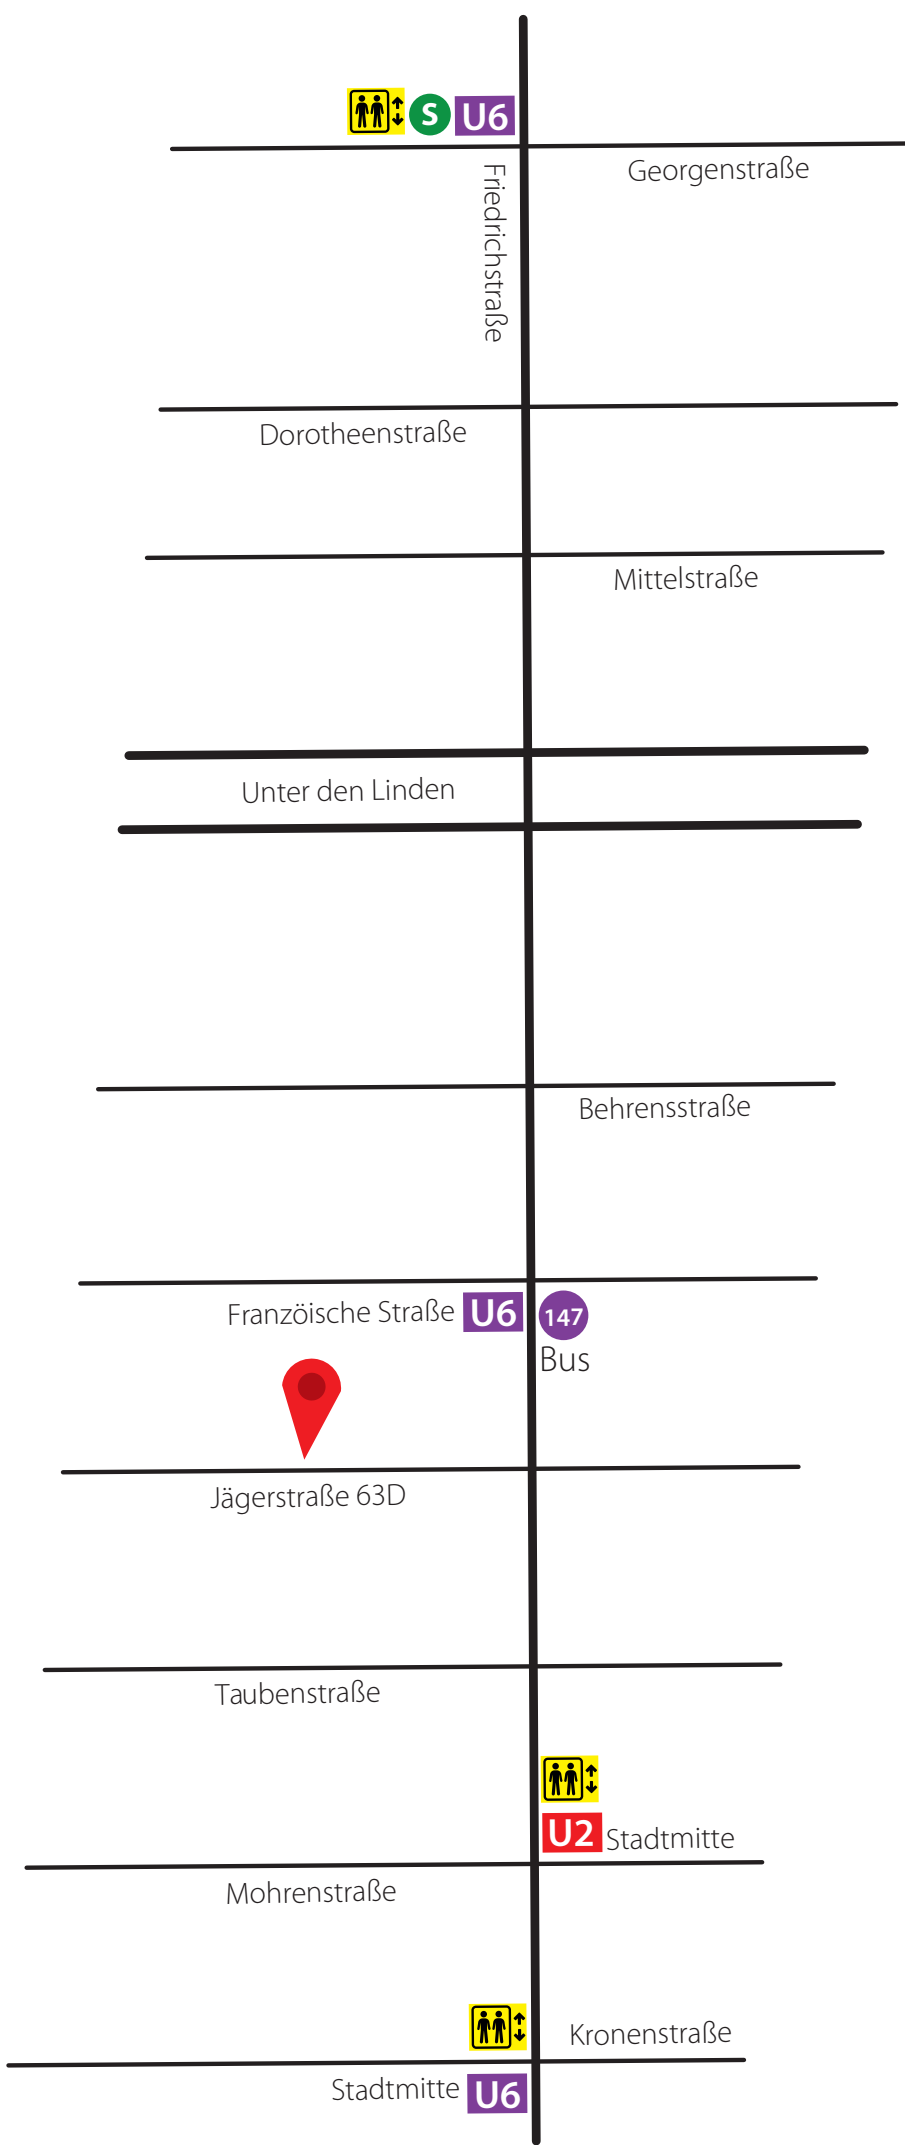 S U6
Georgenstraße
Friedrichstraße
Dorotheenstraße
Mittelstraße
Unter den Linden
Behrensstraße
Franzöische Straße U6 147
Bus
Jägerstraße 63D
Taubenstraße
U2 Stadtmitte
Mohrenstraße
Kronenstraße
Stadtmitte U6